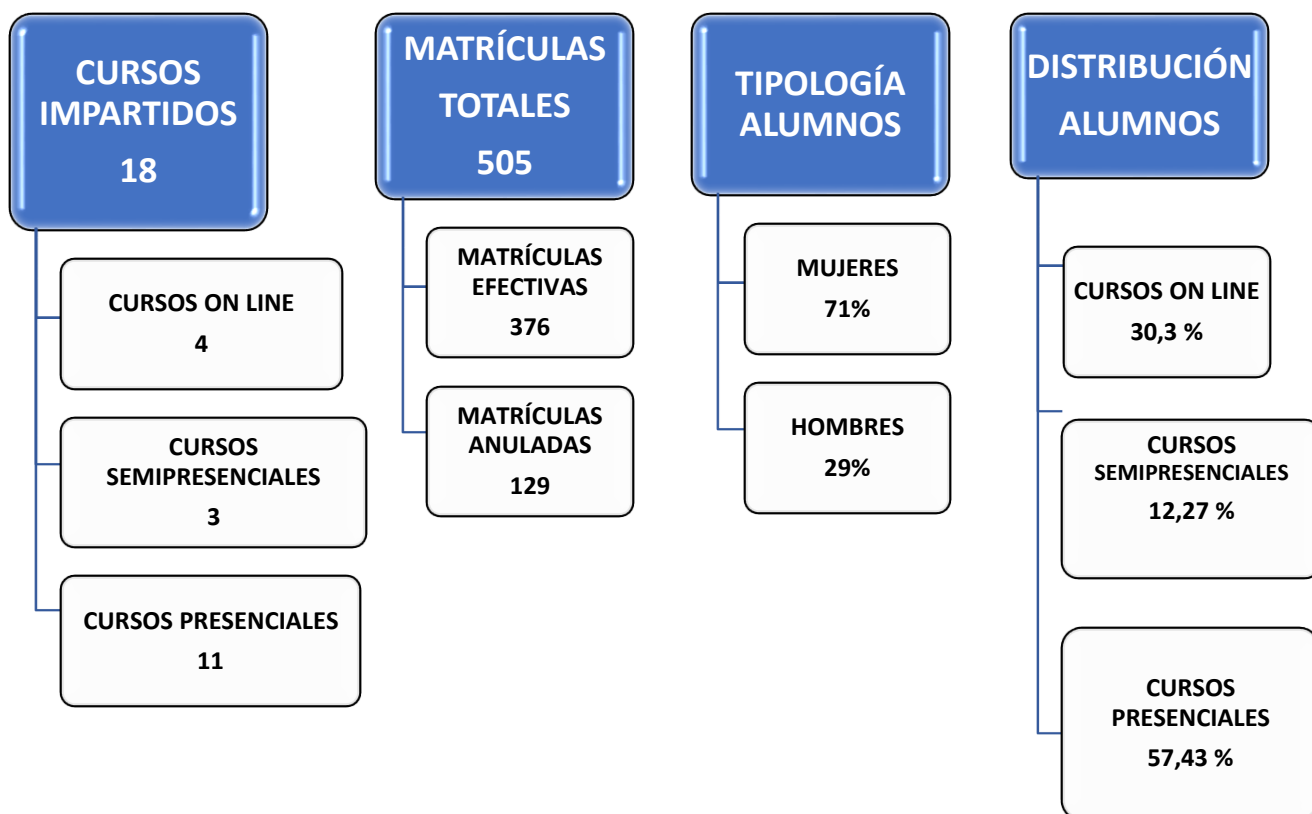 CURSOS
IMPARTIDOS
18
CURSOS ON LINE
4
CURSOS
SEMIPRESENCIALES
3
CURSOS PRESENCIALES
11
MATRÍCULAS
TOTALES
505
MATRÍCULAS
EFECTIVAS
376
MATRÍCULAS
ANULADAS
129
TIPOLOGÍA
ALUMNOS
MUJERES
71%
HOMBRES
29%
DISTRIBUCIÓN
ALUMNOS
CURSOS ON LINE
30,3 %
CURSOS
SEMIPRESENCIALES
12,27 %
CURSOS
PRESENCIALES
57,43 %